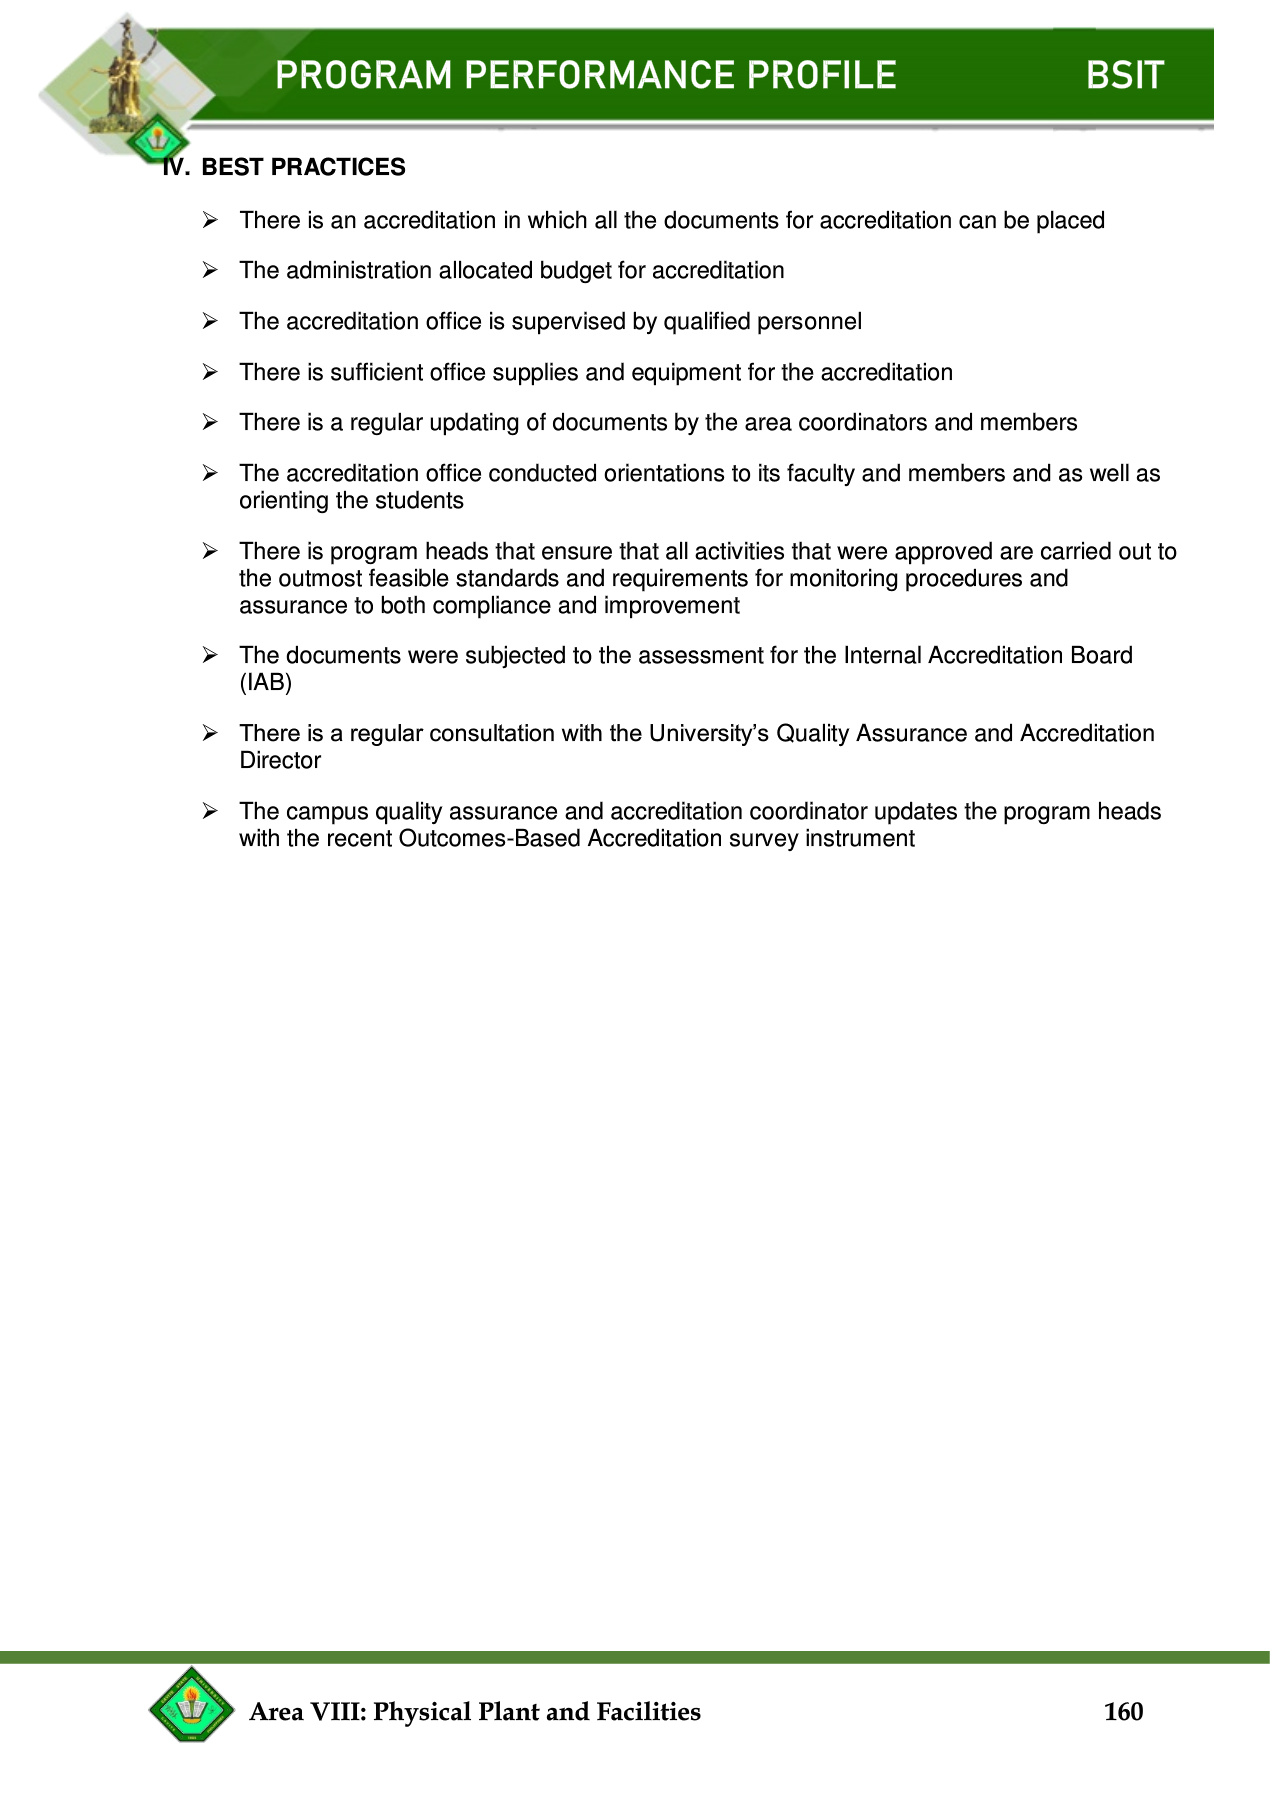 PROGRAM PERFORMANCE PROFILE BSIT
IV. BEST PRACTICES
➢ There is an accreditation in which all the documents for accreditation can be placed
➢ The administration allocated budget for accreditation
➢ The accreditation office is supervised by qualified personnel
➢ There is sufficient office supplies and equipment for the accreditation
➢ There is a regular updating of documents by the area coordinators and members
➢ The accreditation office conducted orientations to its faculty and members and as well as
orienting the students
➢ There is program heads that ensure that all activities that were approved are carried out to
the outmost feasible standards and requirements for monitoring procedures and
assurance to both compliance and improvement
➢ The documents were subjected to the assessment for the Internal Accreditation Board
(IAB)
➢ There is a regular consultation with the University’s Quality Assurance and Accreditation
Director
➢ The campus quality assurance and accreditation coordinator updates the program heads
with the recent Outcomes-Based Accreditation survey instrument
Area VIII: Physical Plant and Facilities 160